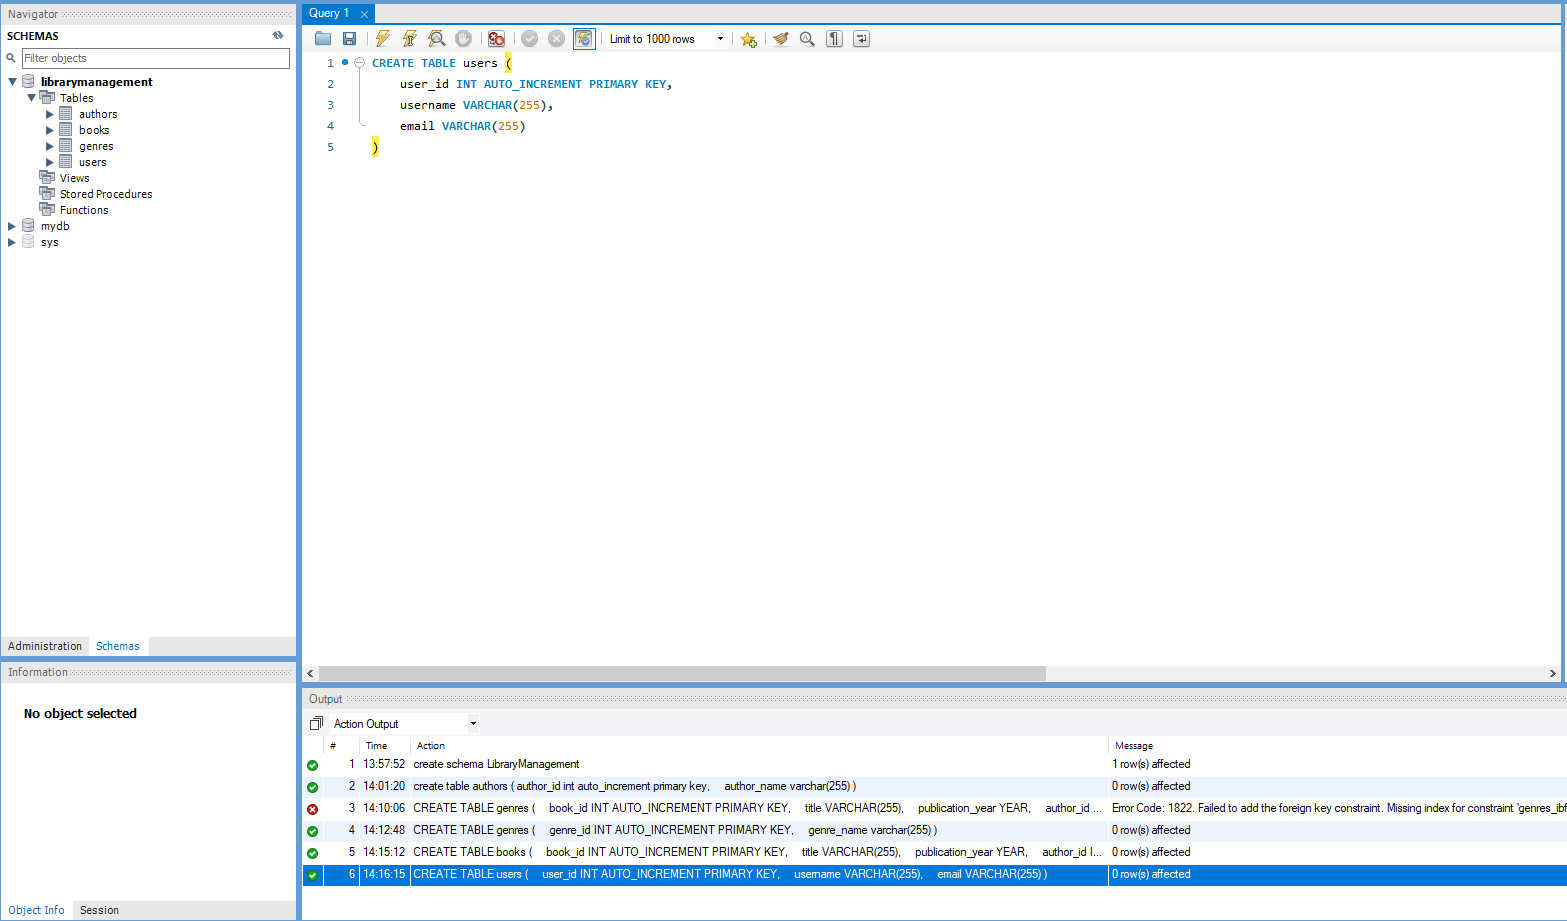 Navigator
SCHEMAS
Filter objects
librarymanagement
Tables
authors
books
genres
users
Views
Stored Procedures
Functions
mydb
sys
Administration Schemas
Information
No object selected
Object Info Session
Query 1
Limit to 1000 rows
1 CREATE TABLE users (
2 user_id INT AUTO_INCREMENT PRIMARY KEY,
3 username VARCHAR(255),
4 email VARCHAR(255)
5 )
Output
Action Output
# Time Action Message
1 13:57:52 create schema LibraryManagement 1 row(s) affected
2 14:01:20 create table authors ( author_id int auto_increment primary key, author_name varchar(255) ) 0 row(s) affected
3 14:10:06 CREATE TABLE genres ( book_id INT AUTO_INCREMENT PRIMARY KEY, title VARCHAR(255), publication_year YEAR, author_id ... Error Code: 1822. Failed to add the foreign key constraint. Missing index for constraint 'genres_ibf
4 14:12:48 CREATE TABLE genres ( genre_id INT AUTO_INCREMENT PRIMARY KEY, genre_name varchar(255) ) 0 row(s) affected
5 14:15:12 CREATE TABLE books ( book_id INT AUTO_INCREMENT PRIMARY KEY, title VARCHAR(255), publication_year YEAR, author_id I... 0 row(s) affected
6 14:16:15 CREATE TABLE users ( user_id INT AUTO_INCREMENT PRIMARY KEY, username VARCHAR(255), email VARCHAR(255) ) 0 row(s) affected